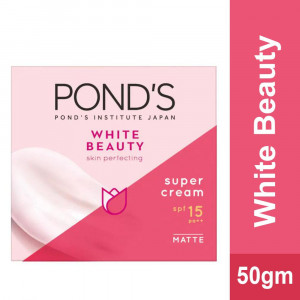 POND'S
POND'S INSTITUTE JAPAN
WHITE
BEAUTY
skin perfecting
super
cream
spf 15
PA++
MATTE
White Beauty
50gm